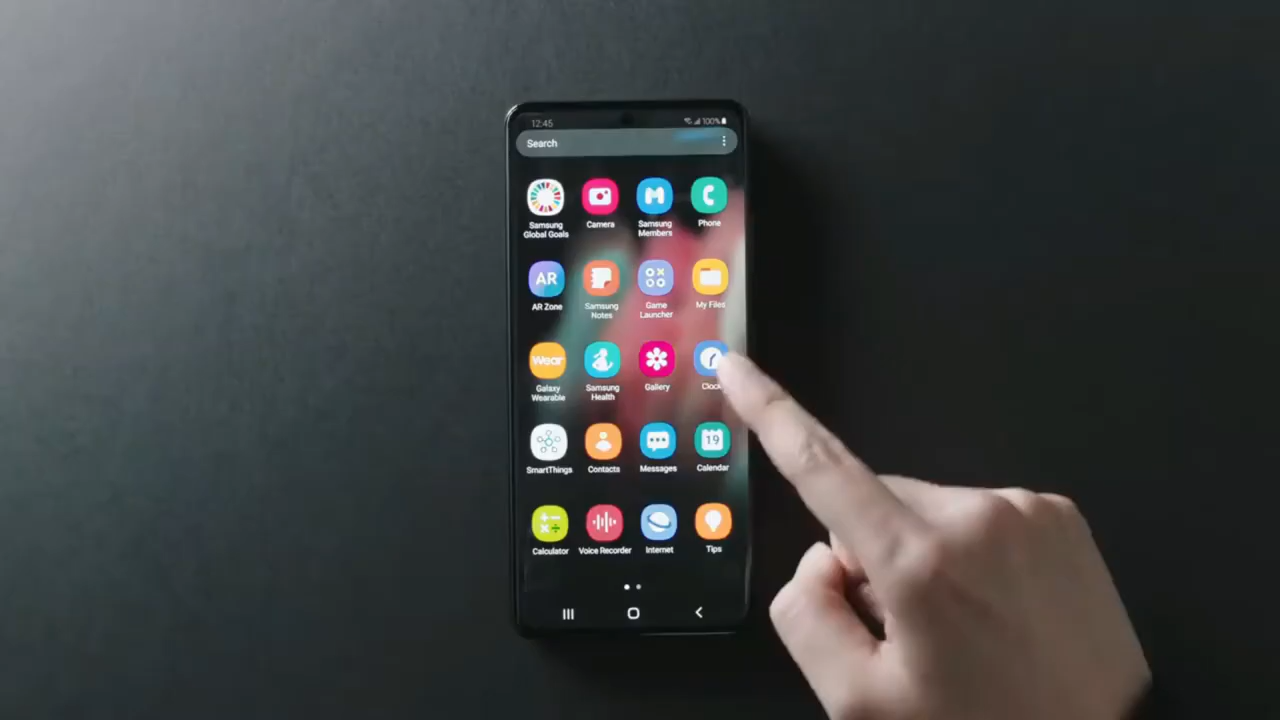 12:45
100%
Search
Samsung
Global Goals
Camera
Samsung
Members
Phone
AR
AR Zone
Samsung
Notes
Game
Launcher
My Files
Wear
Galaxy
Wearable
Samsung
Health
Gallery
Clock
SmartThings
Contacts
Messages
19
Calendar
Calculator
Voice Recorder
Internet
Tips